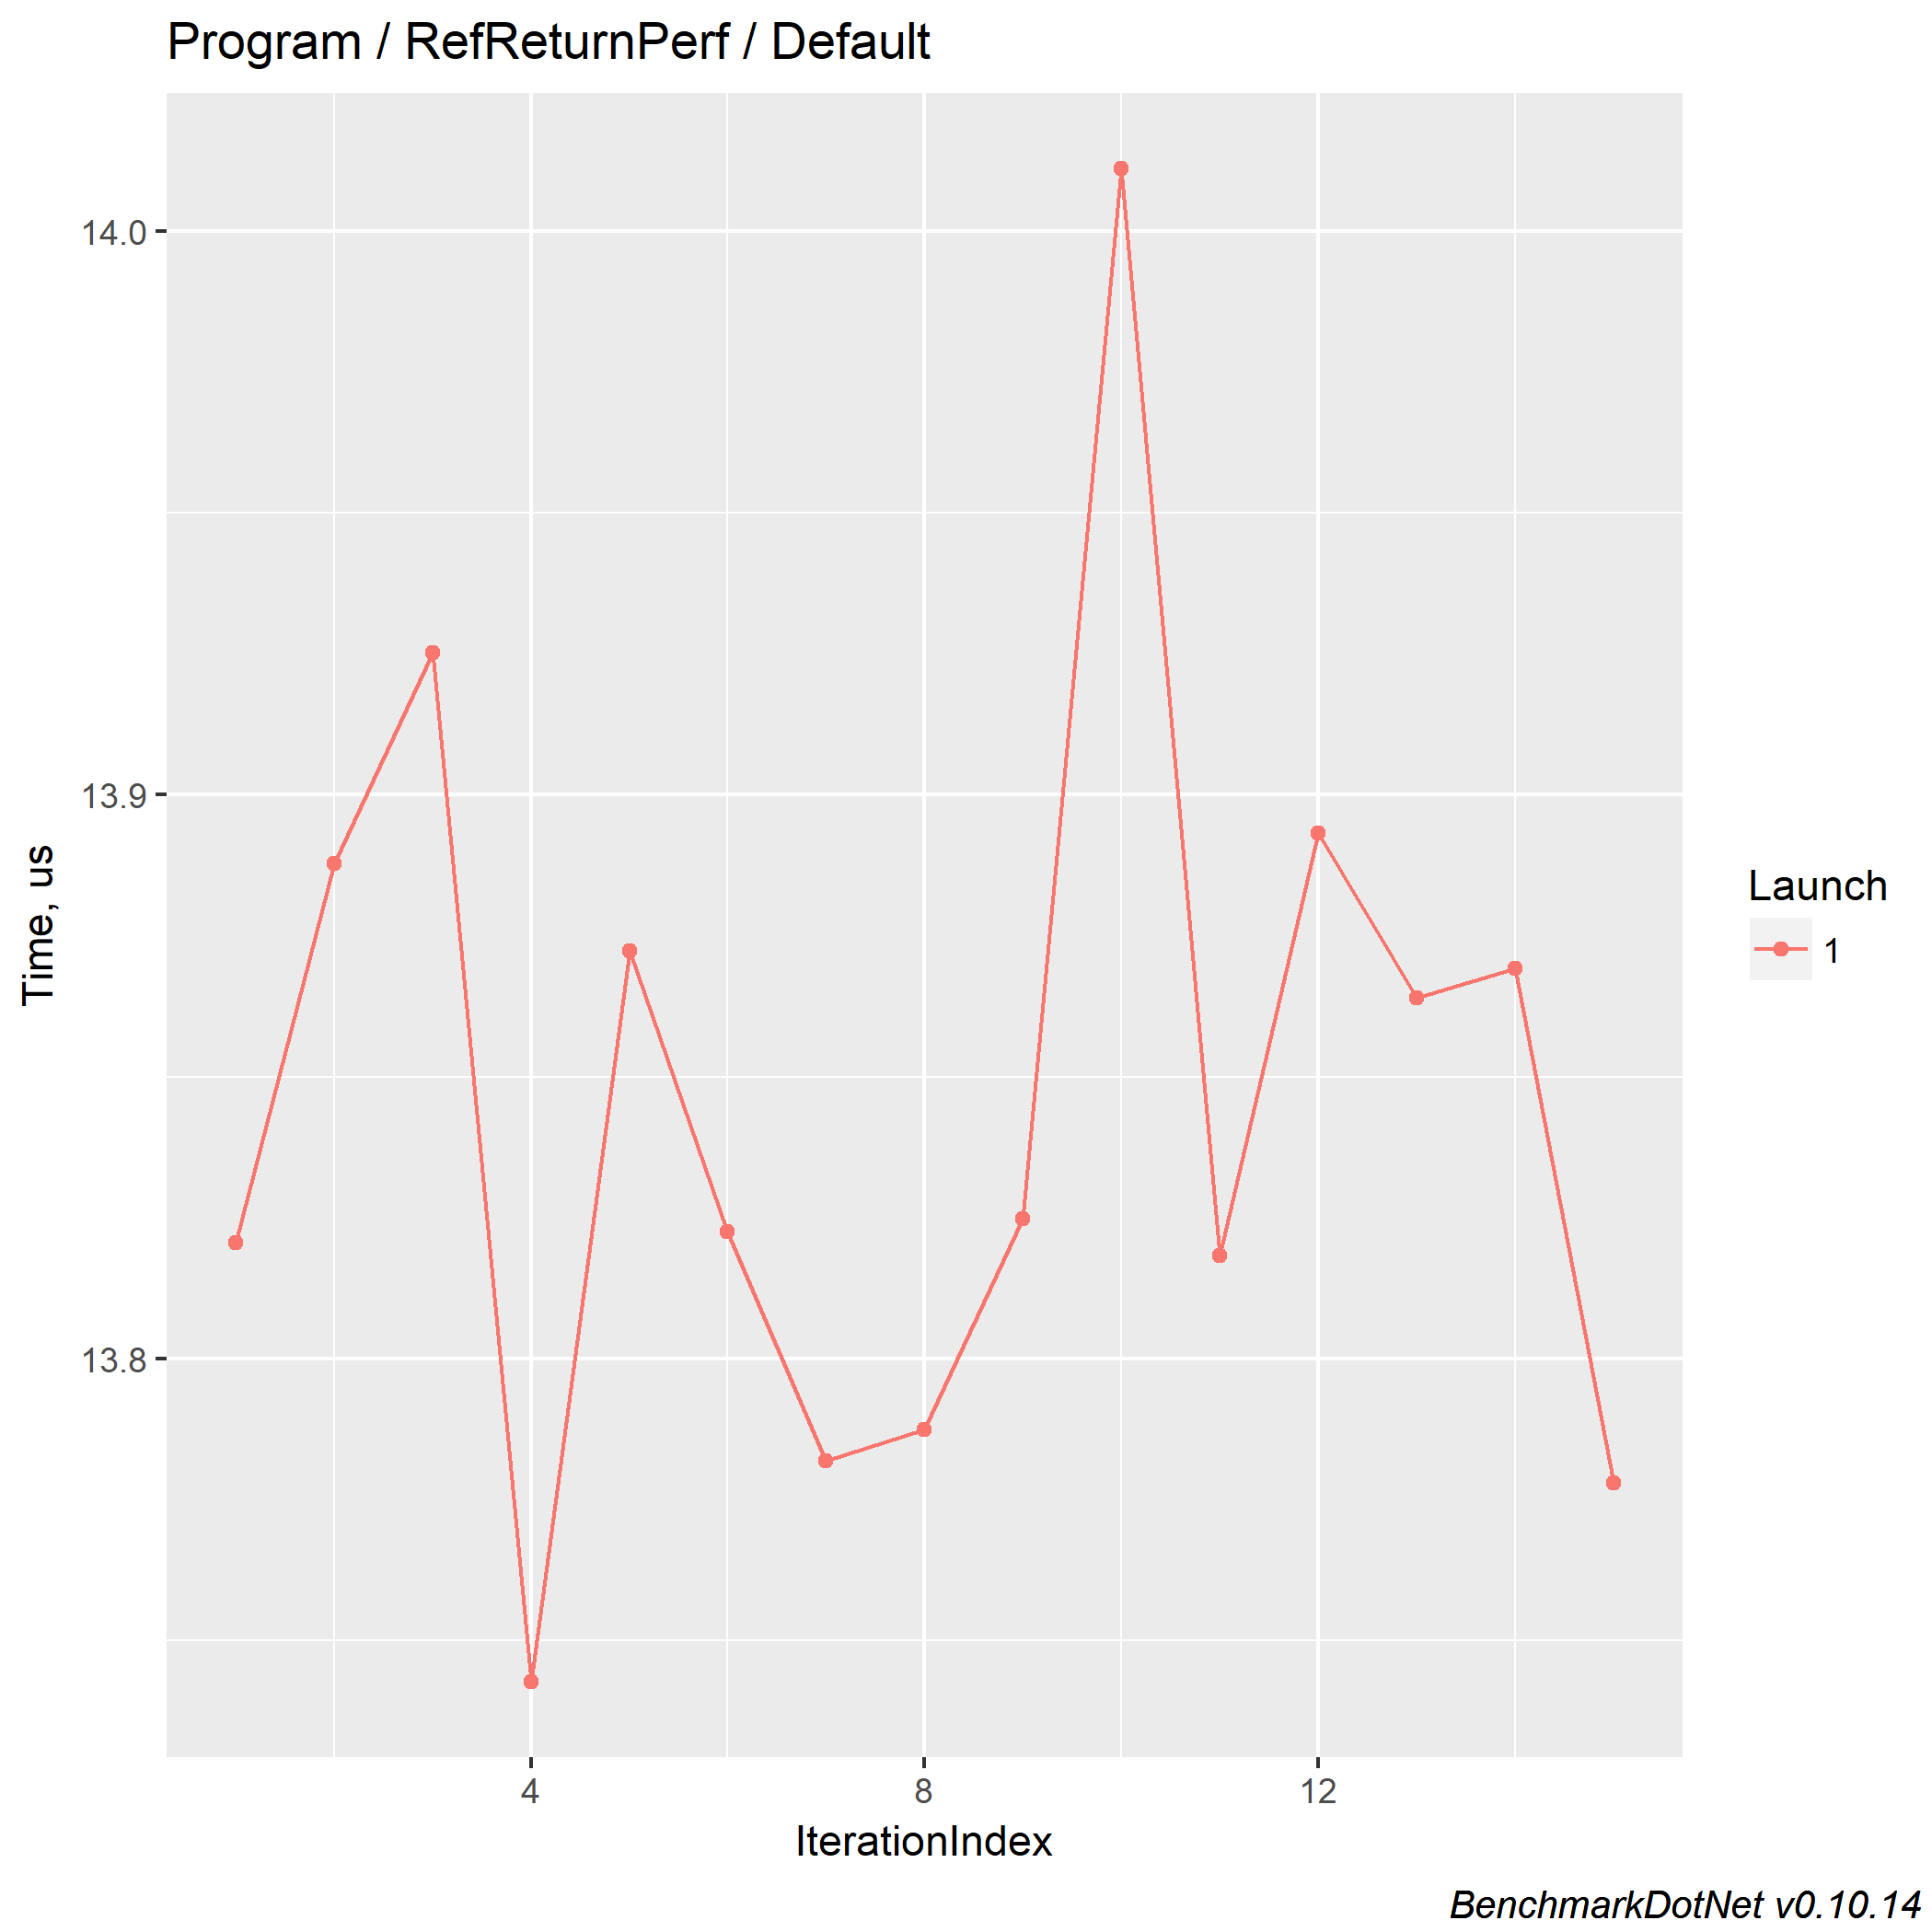 Program / RefReturnPerf / Default
14.0
13.9
13.8
Time, us
4 8 12
IterationIndex
Launch
1
BenchmarkDotNet v0.10.14